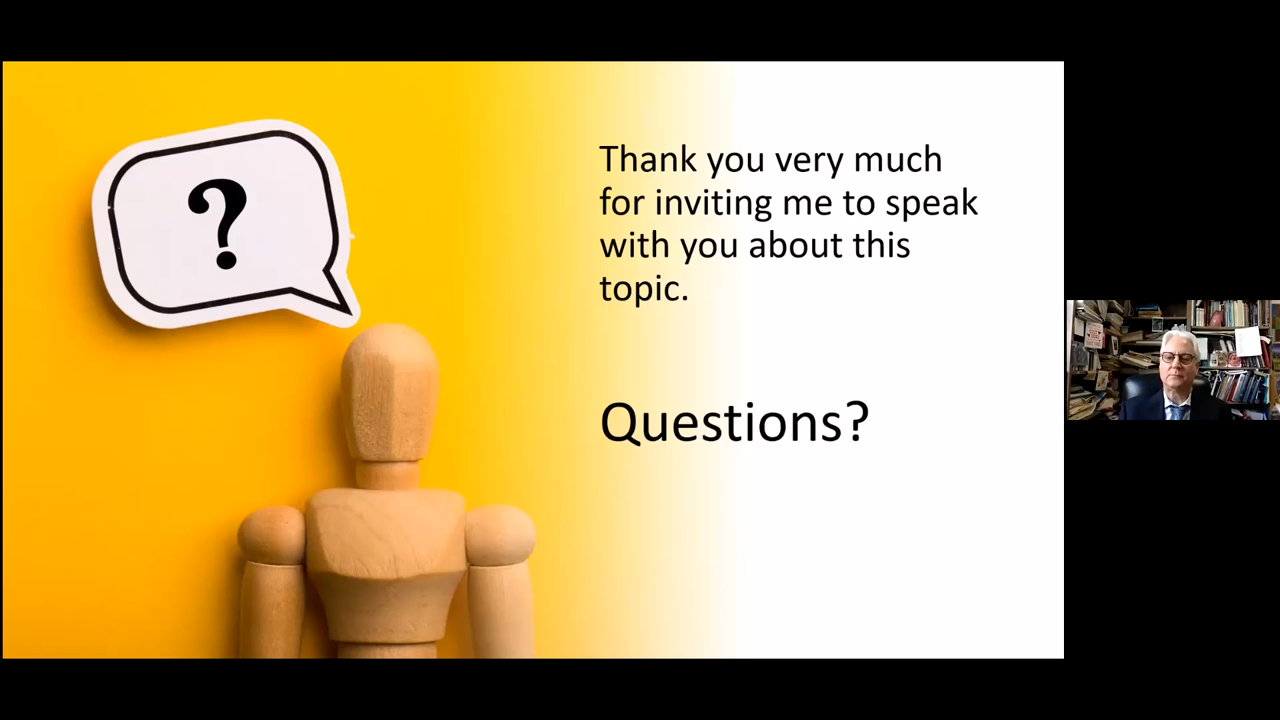 ?
Thank you very much
for inviting me to speak
with you about this
topic.
Questions?